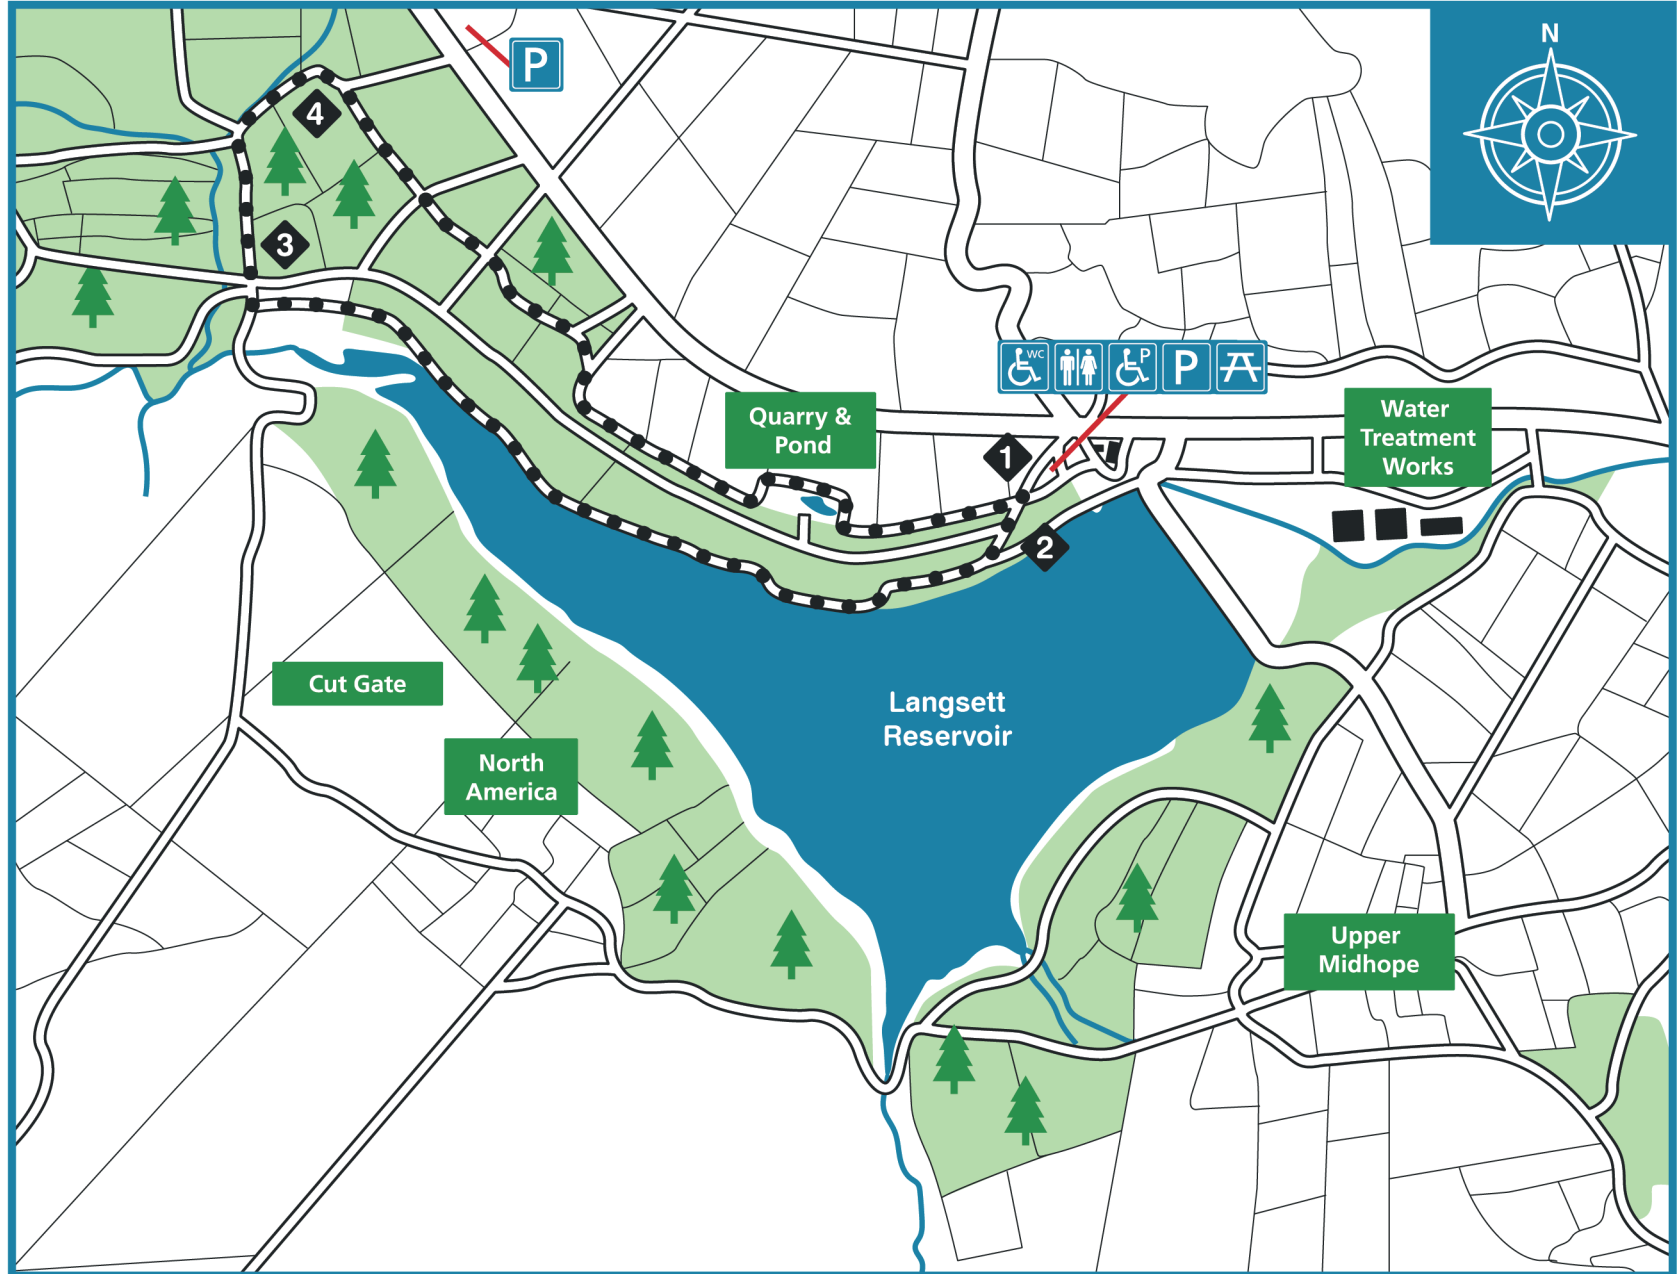 N
P
4
3
WC
P
P
Quarry &
Pond
1
Water
Treatment
Works
2
Cut Gate
Langsett
Reservoir
North
America
Upper
Midhope